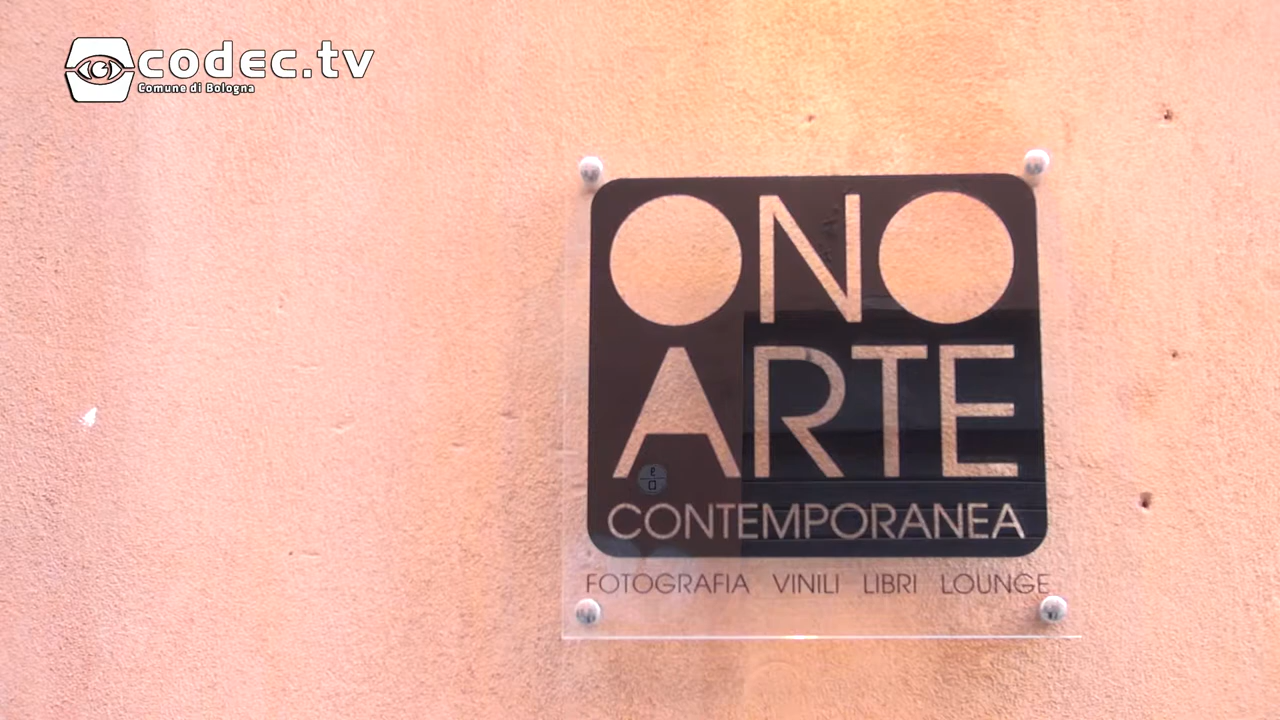 codec.tv
Comune di Bologna
ONO
ARTE
CONTEMPORANEA
FOTOGRAFIA VINILI LIBRI LOUNGE